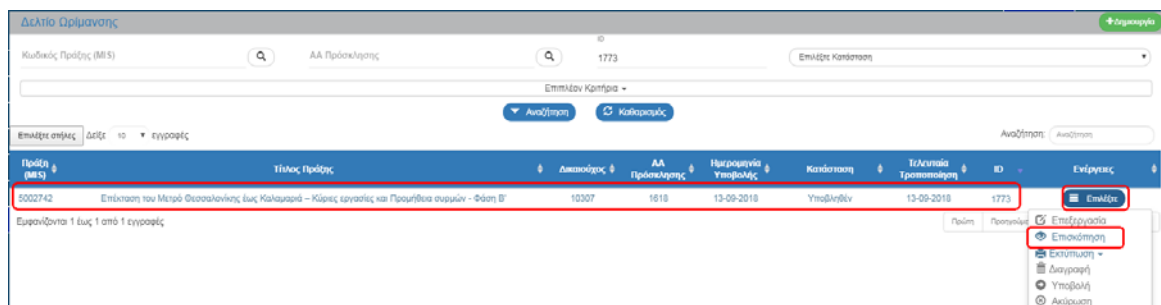 Δελτίο Ωρίμανσης
+Δημιουργία
Κωδικός Πράξης (MIS)
ΑΑ Πρόσκλησης
ID
1773
Επιλέξτε Κατάσταση
Επιπλέον Κριτήρια
Αναζήτηση
Καθαρισμός
Επιλέξτε στήλες Δείξε 10 εγγραφές
Αναζήτηση: Αναζήτηση
Πράξη (MIS) Τίτλος Πράξης Δικαιούχος ΑΑ Πρόσκλησης Ημερομηνία Υποβολής Κατάσταση Τελευταία Τροποποίηση ID Ενέργειες
5002742 Επέκταση του Μετρό Θεσσαλονίκης έως Καλαμαριά – Κύριες εργασίες και Προμήθεια συρμών - Φάση Β' 10307 1618 13-09-2018 Υποβληθέν 13-09-2018 1773 Επιλέξτε
Εμφανίζονται 1 έως 1 από 1 εγγραφές
Πρώτη
Επεξεργασία
Επισκόπηση
Εκτύπωση
Διαγραφή
Υποβολή
Ακύρωση